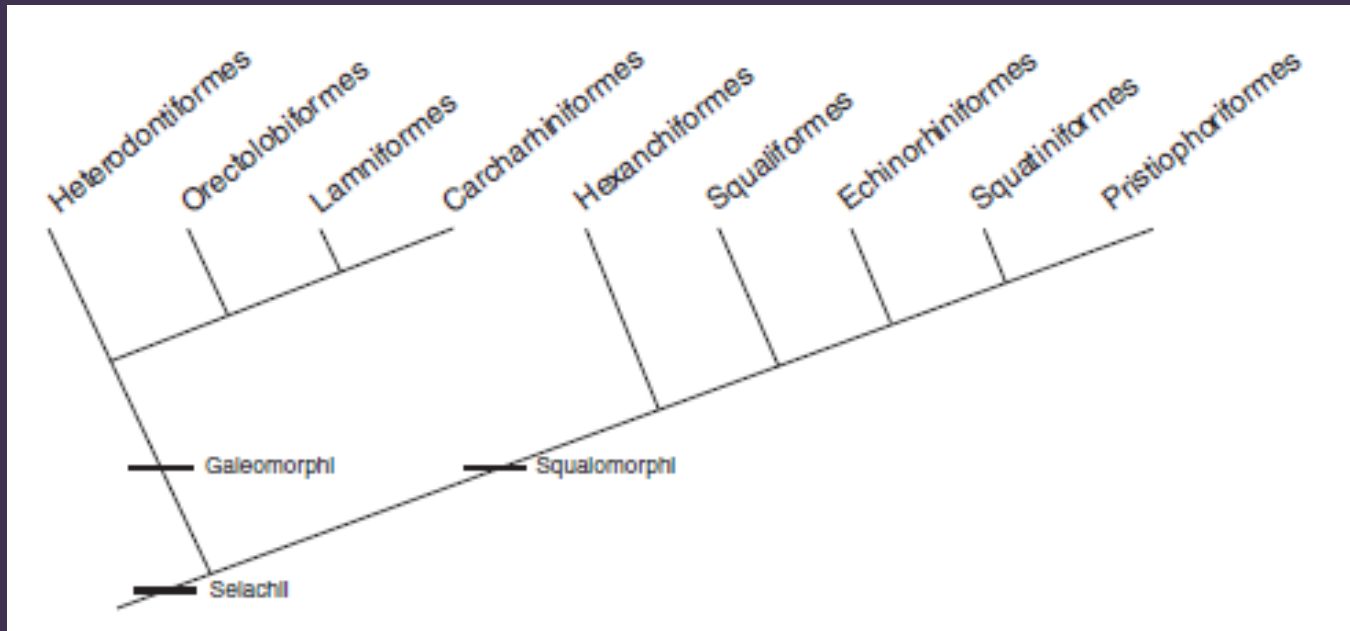 Heterodontiformes
Orectolobiformes
Lamniformes
Carcharhiniformes
Hexanchiformes
Squaliformes
Echinorhiniformes
Squatiniformes
Pristiophoriformes
Galeomorphi
Squalomorphi
Selachii